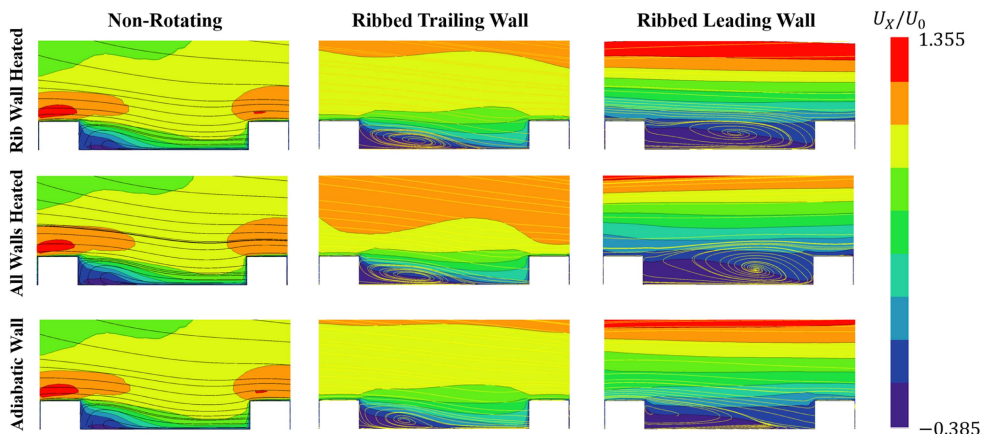 Non-Rotating
Ribbed Trailing Wall
Ribbed Leading Wall
U_X/U_0
1.355
Rib Wall Heated
All Walls Heated
Adiabatic Wall
−0.385